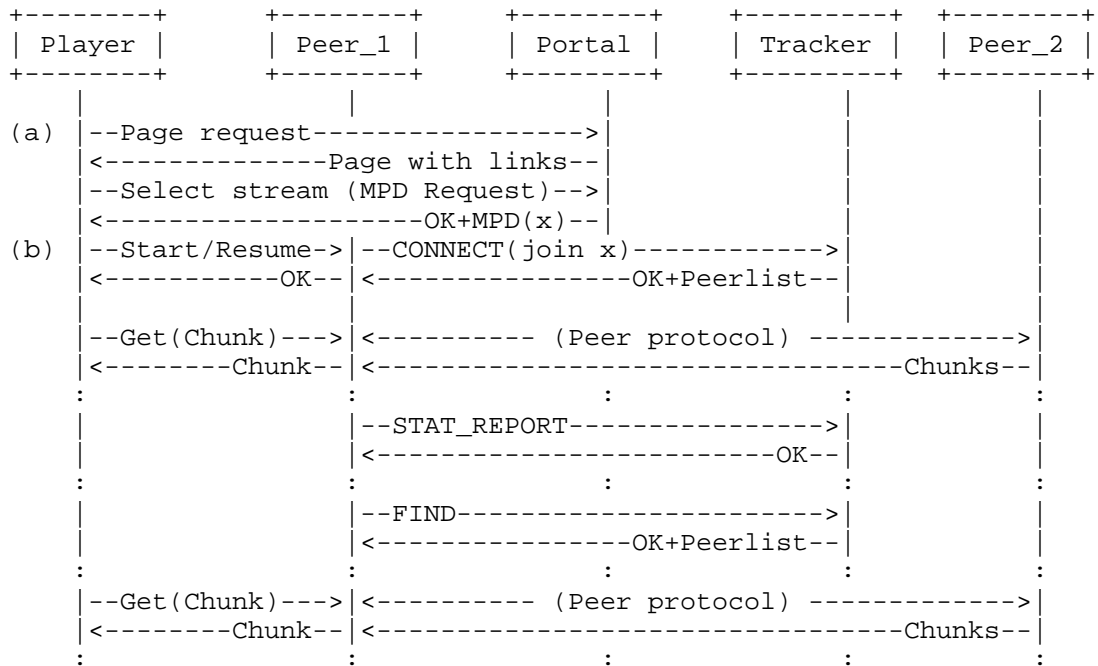 +--------+      +--------+      +--------+     +---------+  +--------+
| Player |      | Peer_1 |      | Portal |     | Tracker |  | Peer_2 |
+--------+      +--------+      +--------+     +---------+  +--------+
    |                 |                |               |            |
(a) |--Page request----------------->|               |            |
    |<--------------Page with links--|               |            |
    |--Select stream (MPD Request)-->|               |            |
    |<--------------------OK+MPD(x)--|               |            |
(b) |--Start/Resume->|--CONNECT(join x)------------>|            |
    |<-----------OK--|<----------------OK+Peerlist--|            |
    |                |                              |            |
    |--Get(Chunk)--->|<---------- (Peer protocol) ------------->|
    |<--------Chunk--|<---------------------------------Chunks--|
    :                :               :              :           :
    |                |--STAT_REPORT---------------->|           |
    |                |<-------------------------OK--|           |
    :                :               :              :           :
    |                |--FIND----------------------->|           |
    |                |<----------------OK+Peerlist--|           |
    :                :               :              :           :
    |--Get(Chunk)--->|<---------- (Peer protocol) ------------->|
    |<--------Chunk--|<---------------------------------Chunks--|
    :                :               :              :           :